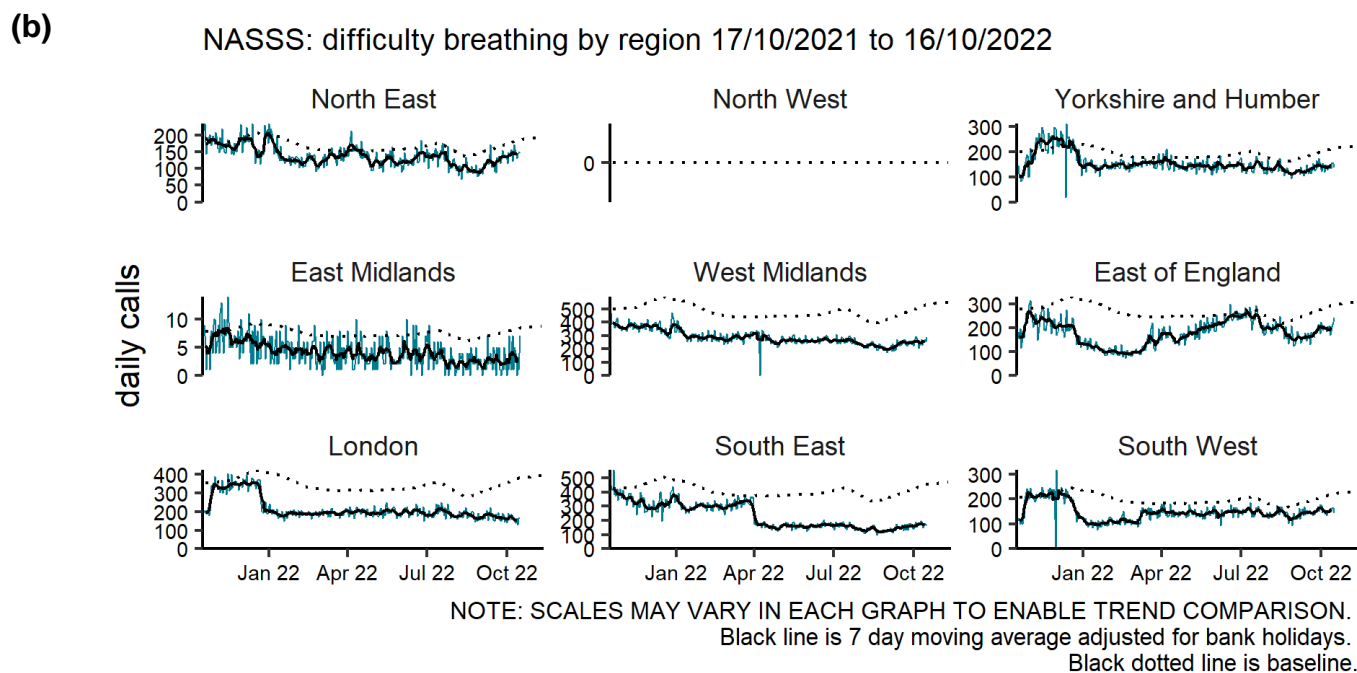 (b)
NASSS: difficulty breathing by region 17/10/2021 to 16/10/2022
daily calls
North East
200
150
100
50
0
North West
0
Yorkshire and Humber
300
200
100
0
East Midlands
10
5
0
West Midlands
500
400
300
200
100
0
East of England
300
200
100
0
London
400
300
200
100
0
Jan 22 Apr 22 Jul 22 Oct 22
South East
500
400
300
200
100
0
Jan 22 Apr 22 Jul 22 Oct 22
South West
300
200
100
0
Jan 22 Apr 22 Jul 22 Oct 22
NOTE: SCALES MAY VARY IN EACH GRAPH TO ENABLE TREND COMPARISON.
Black line is 7 day moving average adjusted for bank holidays.
Black dotted line is baseline.